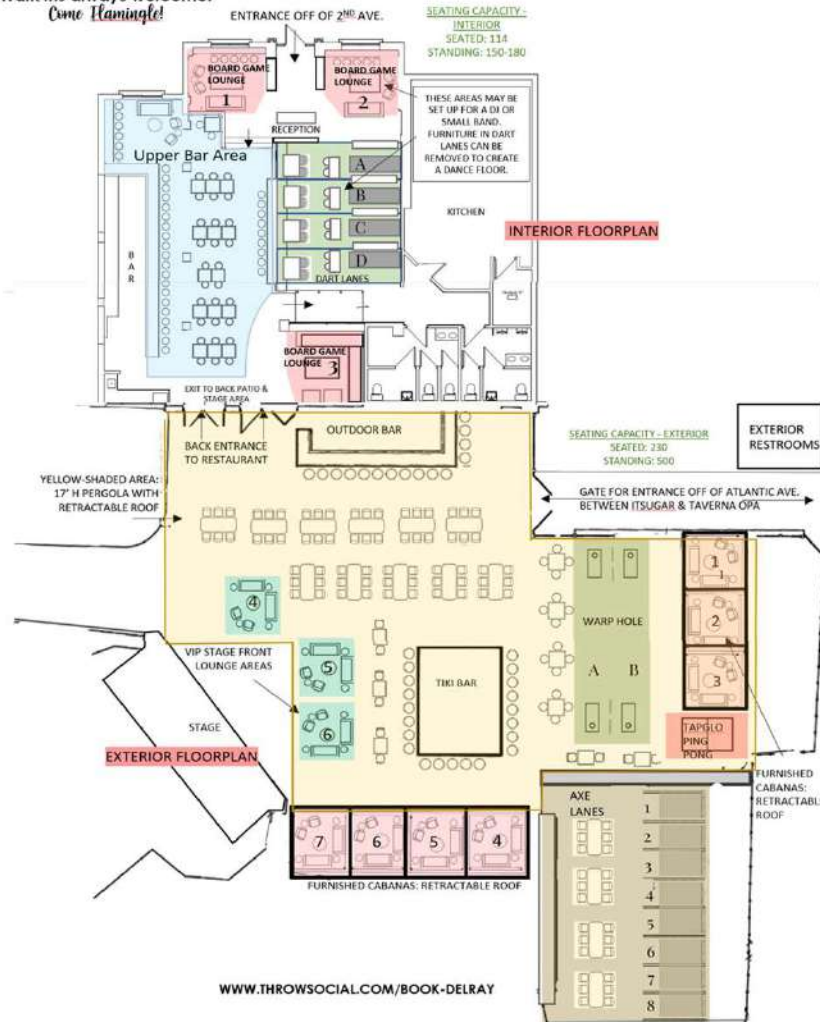 Come Flamingle!
ENTRANCE OFF OF 2ND AVE.
SEATING CAPACITY -
INTERIOR
SEATED: 114
STANDING: 150-180
BOARD GAME
LOUNGE
1
BOARD GAME
LOUNGE
2
THESE AREAS MAY BE
SET UP FOR A DJ OR
SMALL BAND.
FURNITURE IN DART
LANES CAN BE
REMOVED TO CREATE
A DANCE FLOOR.
RECEPTION
Upper Bar Area
A
B
C
D
DART LANES
KITCHEN
INTERIOR FLOORPLAN
BAR
BOARD GAME
LOUNGE
3
EXIT TO BACK PATIO &
STAGE AREA
BACK ENTRANCE
TO RESTAURANT
OUTDOOR BAR
SEATING CAPACITY - EXTERIOR
SEATED: 230
STANDING: 500
EXTERIOR
RESTROOMS
YELLOW-SHADED AREA:
17' H PERGOLA WITH
RETRACTABLE ROOF
GATE FOR ENTRANCE OFF OF ATLANTIC AVE.
BETWEEN ITSUGAR & TAVERNA OPA
4
5
6
VIP STAGE FRONT
LOUNGE AREAS
STAGE
EXTERIOR FLOORPLAN
TIKI BAR
WARP HOLE
A B
1
1
2
3
TAPGLO
PING
PONG
FURNISHED
CABANAS:
RETRACTABLE
ROOF
7 6 5 4
FURNISHED CABANAS: RETRACTABLE ROOF
AXE
LANES
1
2
3
4
5
6
7
8
WWW.THROWSOCIAL.COM/BOOK-DELRAY